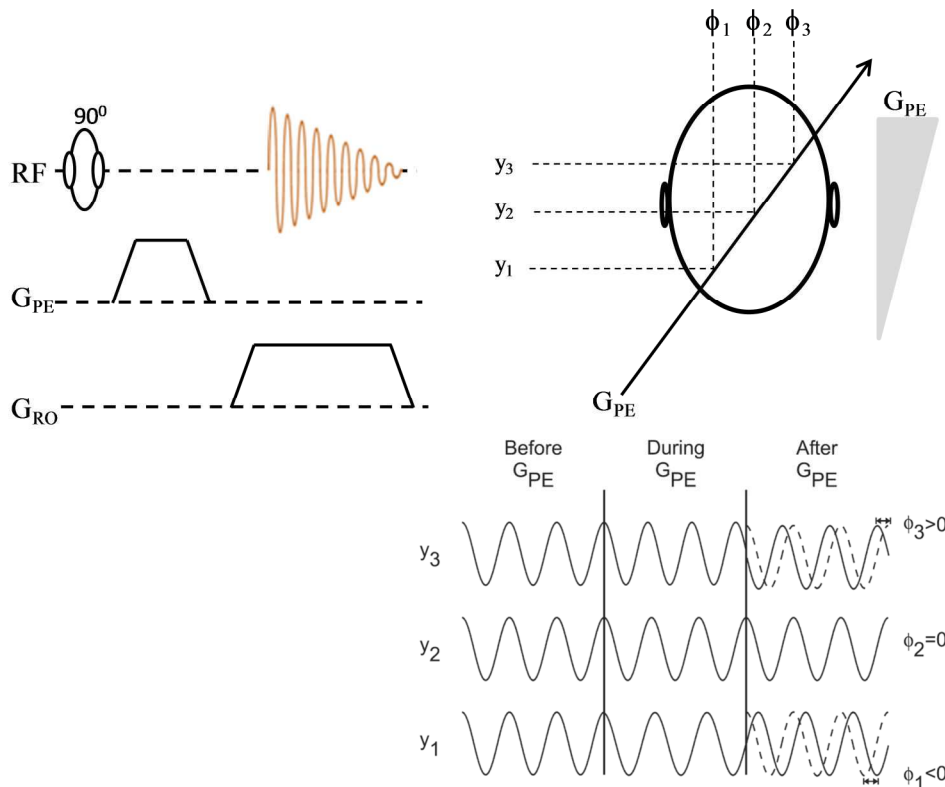 90⁰
RF
G_PE
G_RO
ϕ₁ ϕ₂ ϕ₃
G_PE
y₃
y₂
y₁
G_PE
Before G_PE
During G_PE
After G_PE
y₃
ϕ₃>0
y₂
ϕ₂=0
y₁
ϕ₁<0